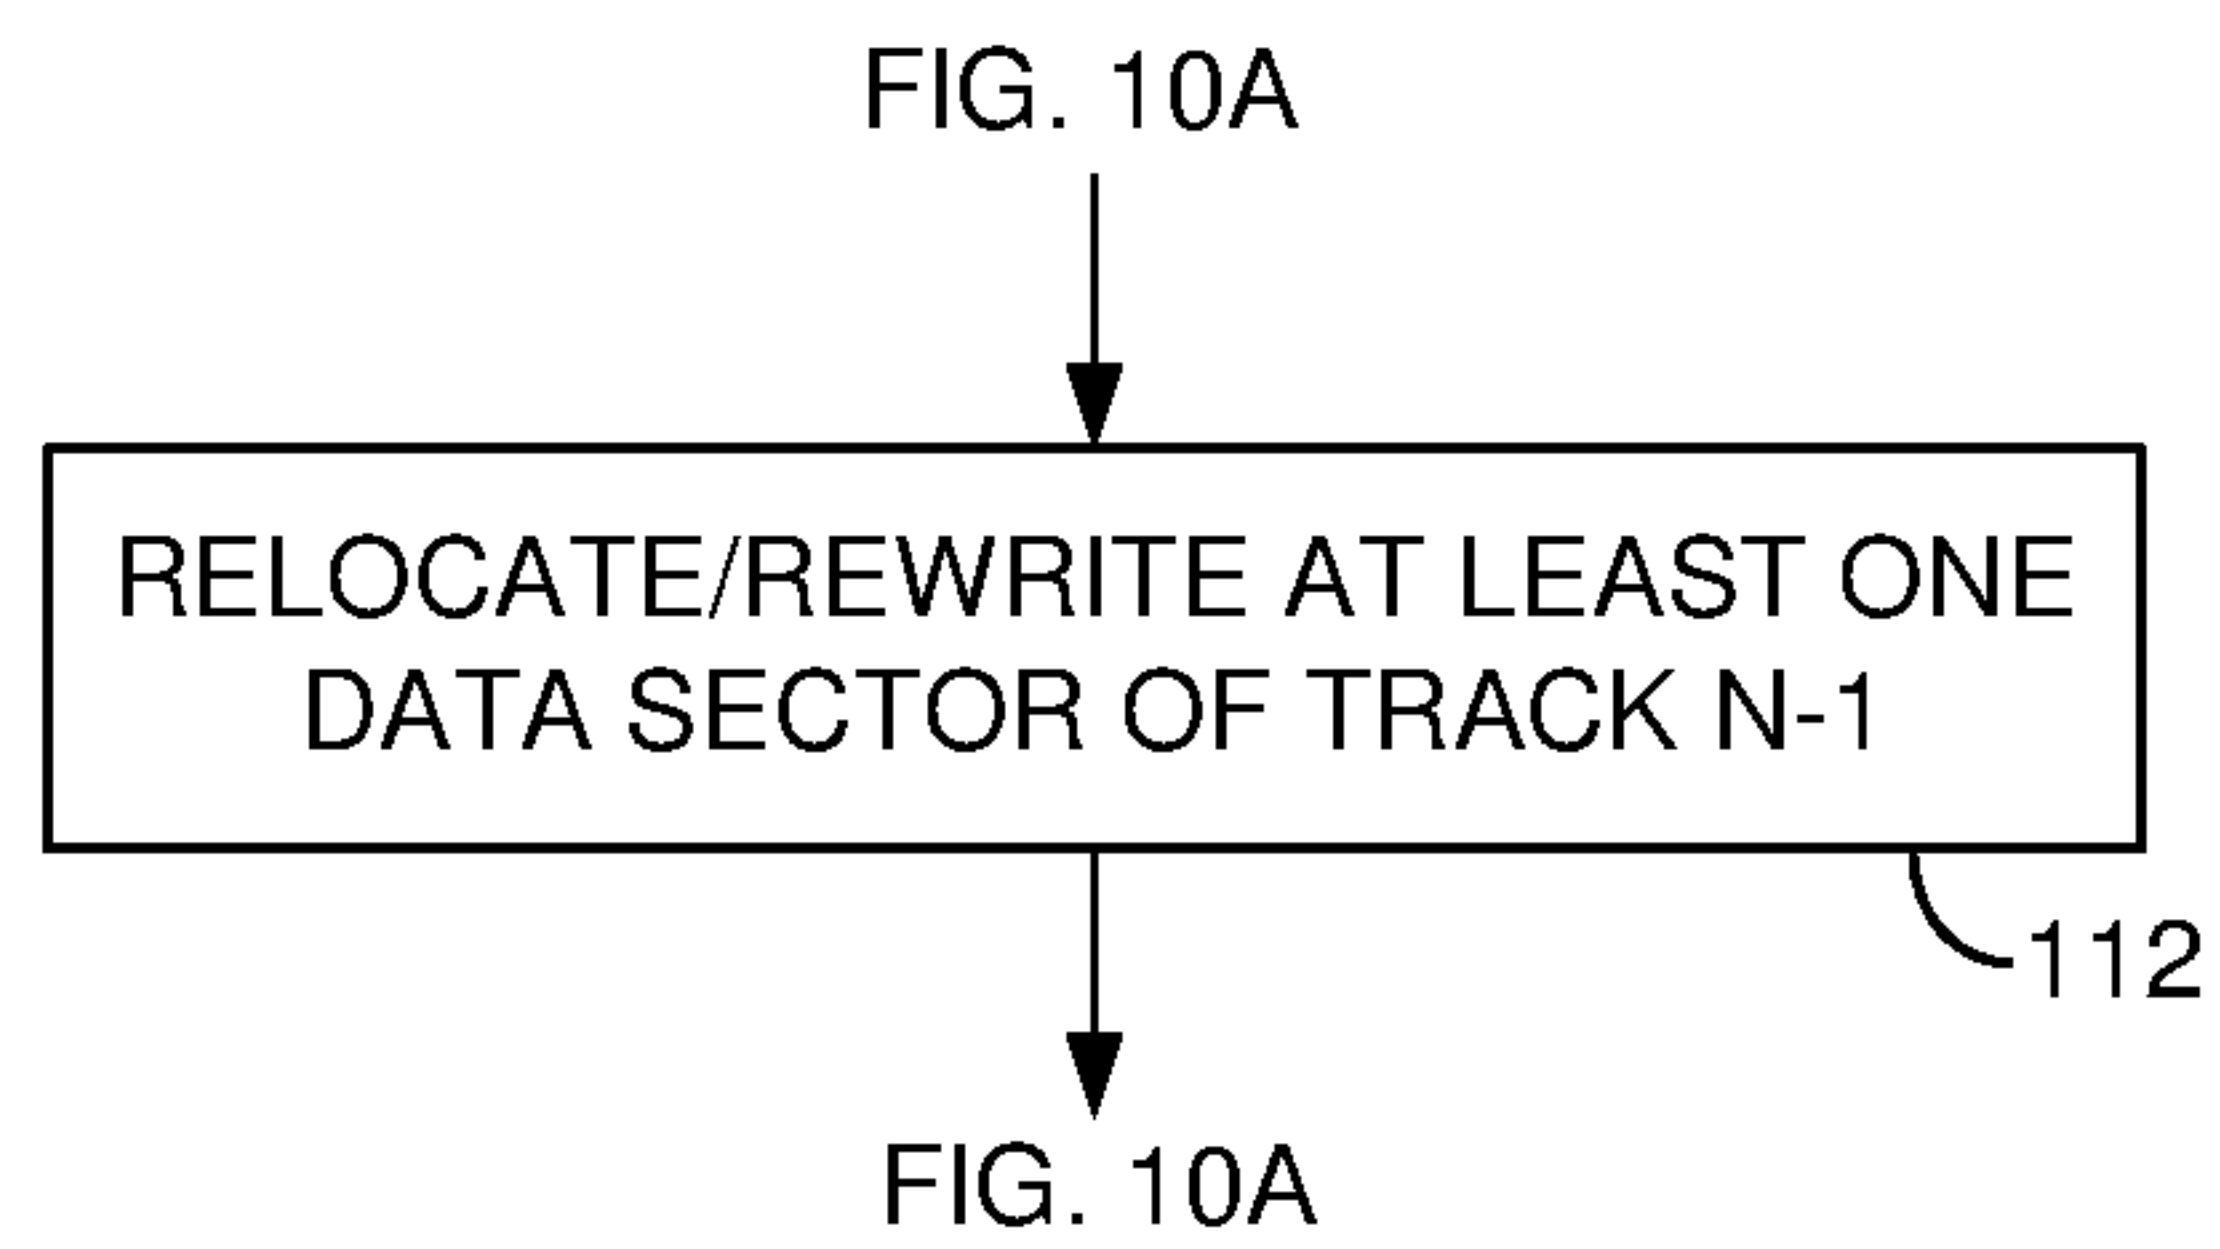 FIG. 10A
RELOCATE/REWRITE AT LEAST ONE
DATA SECTOR OF TRACK N-1
112
FIG. 10A